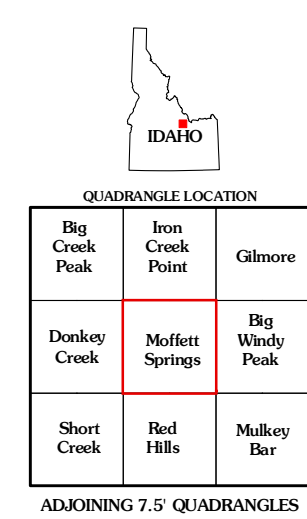 IDAHO
QUADRANGLE LOCATION
Big
Creek
Peak
Iron
Creek
Point
Gilmore
Donkey
Creek
Moffett
Springs
Big
Windy
Peak
Short
Creek
Red
Hills
Mulkey
Bar
ADJOINING 7.5' QUADRANGLES